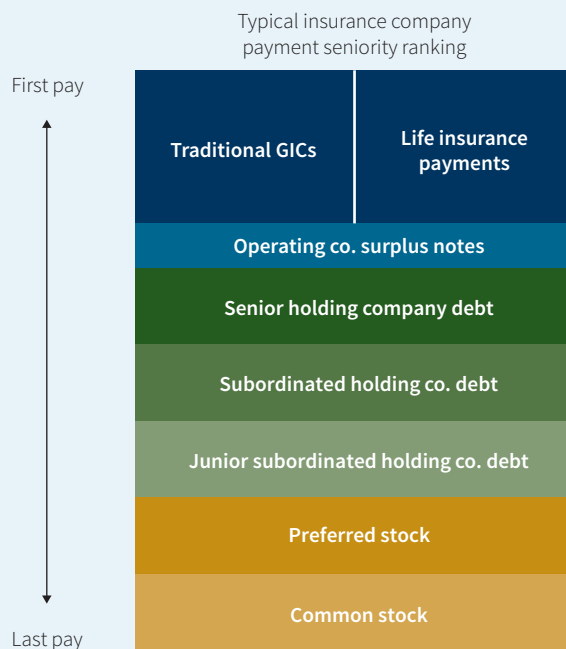 Typical insurance company
payment seniority ranking
First pay
Traditional GICs
Life insurance
payments
Operating co. surplus notes
Senior holding company debt
Subordinated holding co. debt
Junior subordinated holding co. debt
Preferred stock
Common stock
Last pay